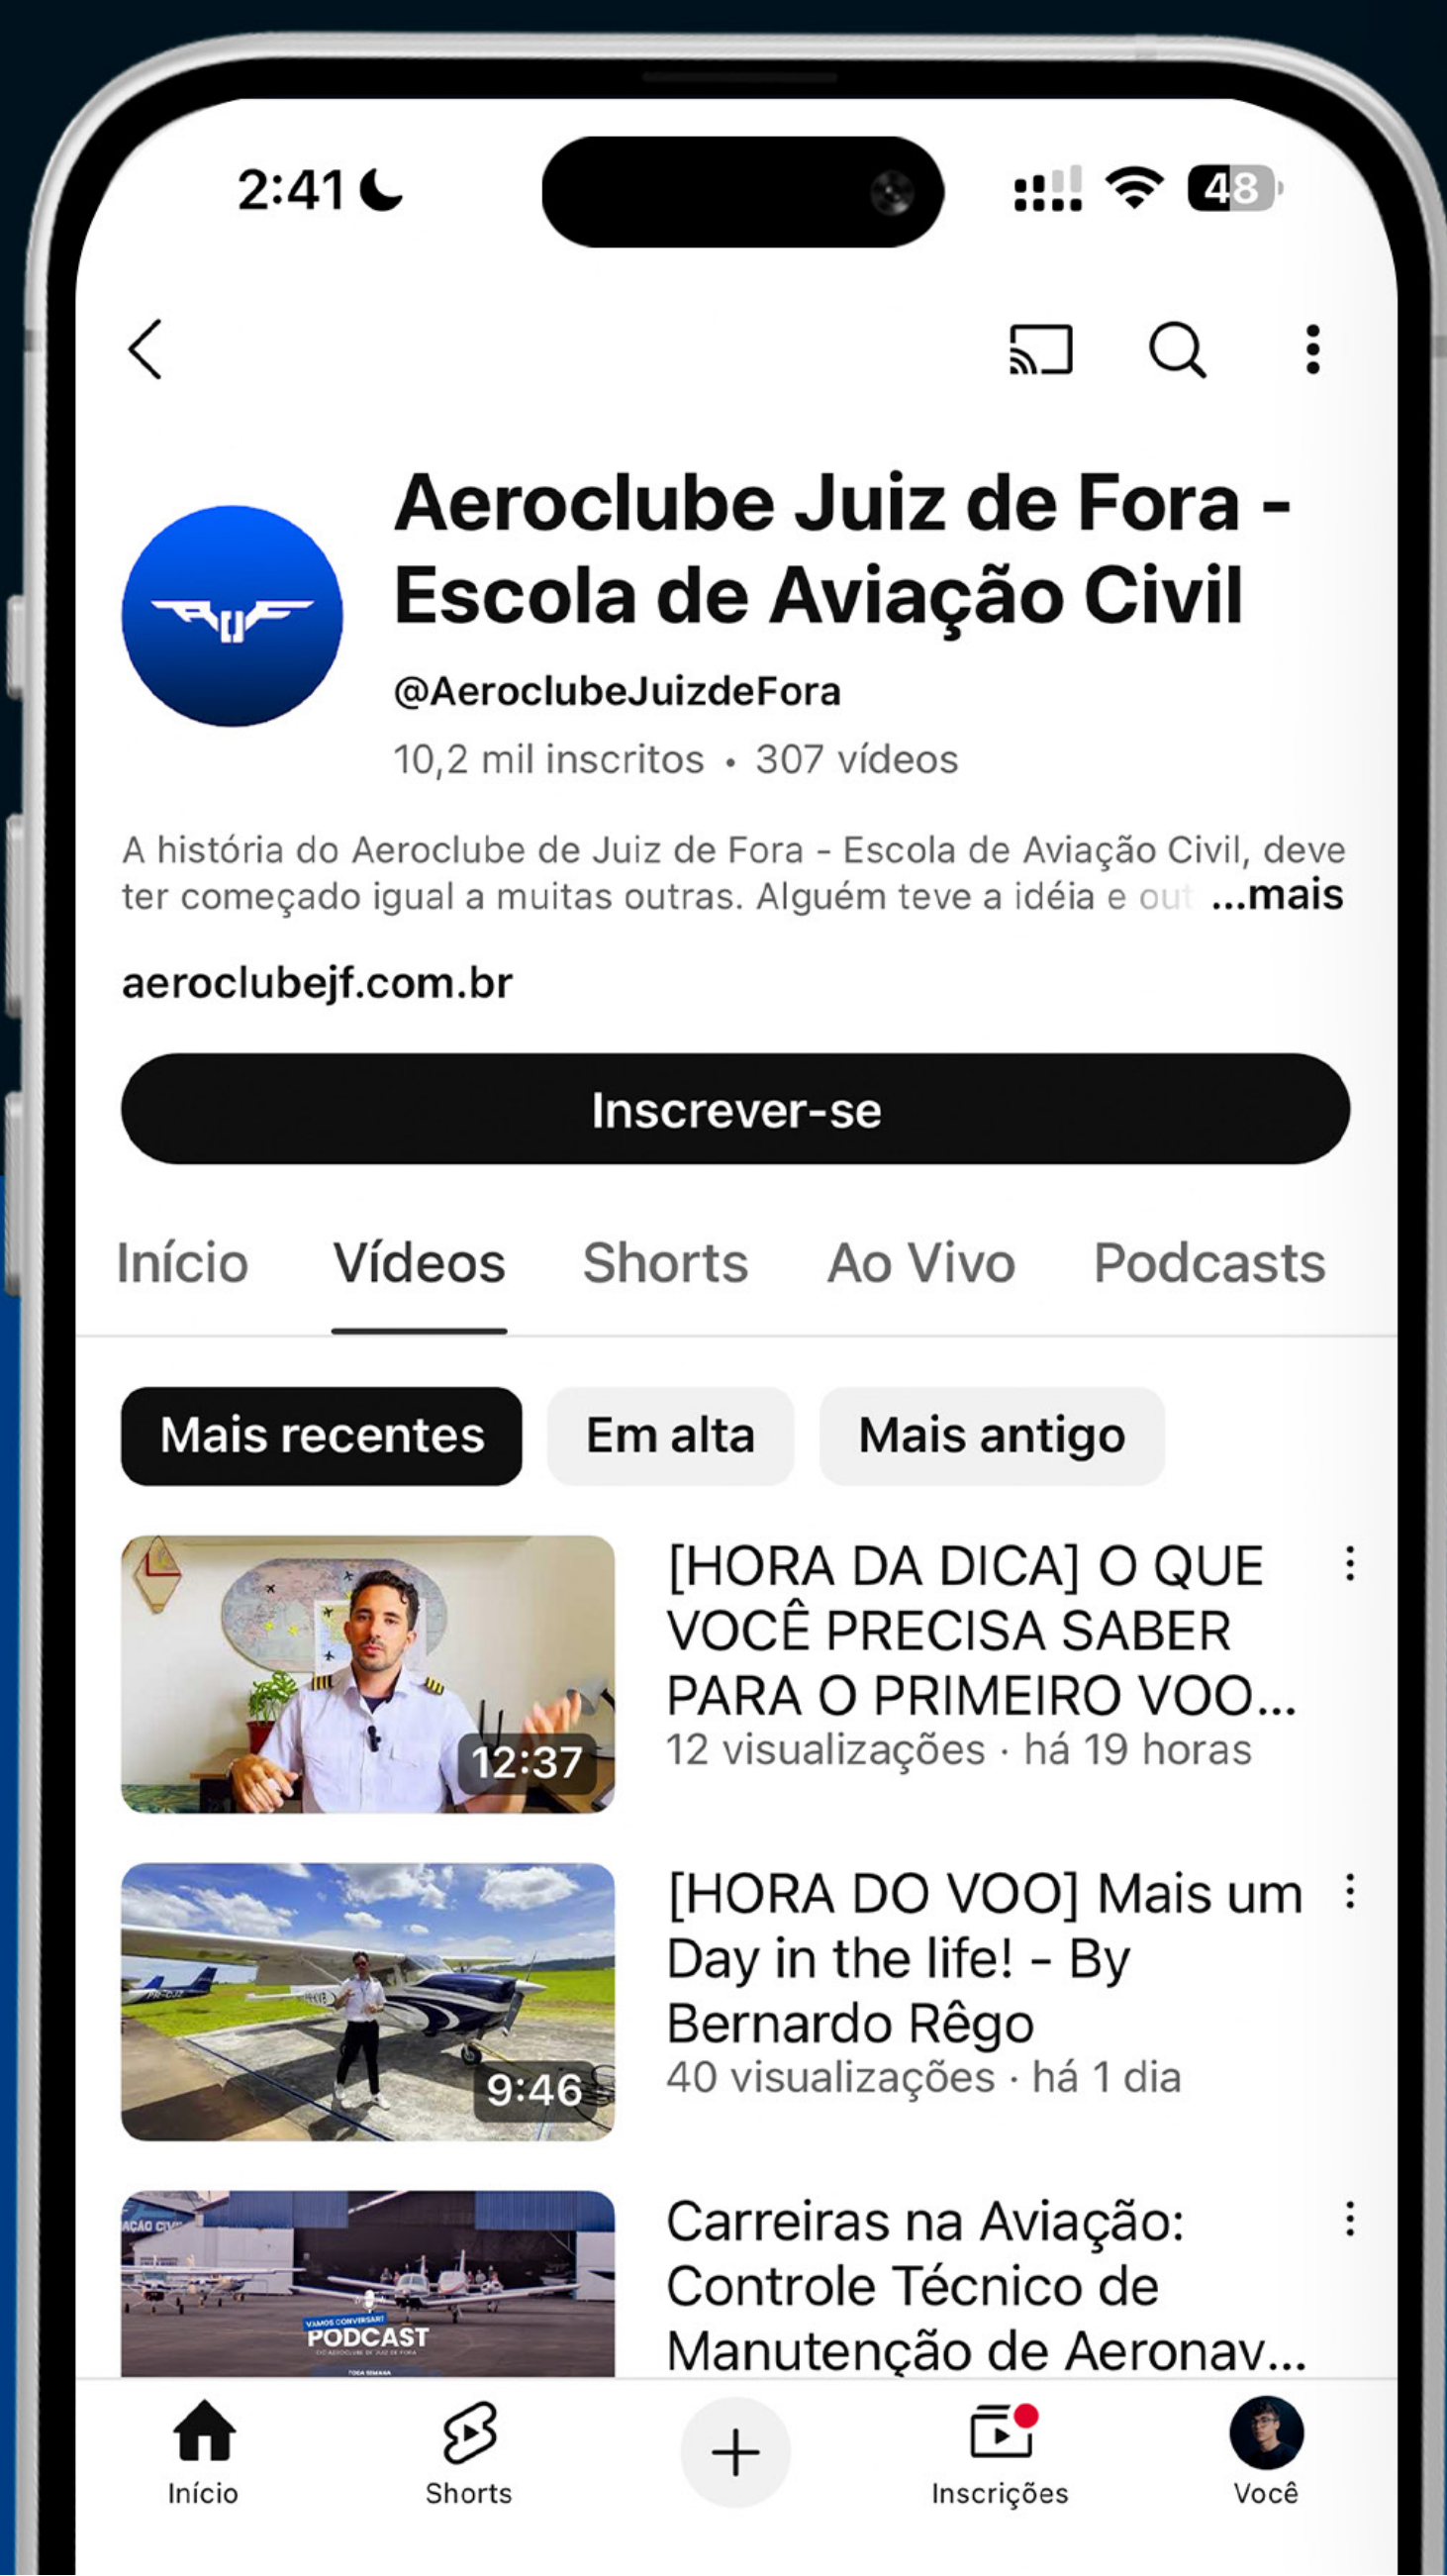 2:41
48
Aeroclube Juiz de Fora -
Escola de Aviação Civil
@AeroclubeJuizdeFora
10,2 mil inscritos • 307 vídeos
A história do Aeroclube de Juiz de Fora - Escola de Aviação Civil, deve
ter começado igual a muitas outras. Alguém teve a idéia e out ...mais
aeroclubejf.com.br
Inscrever-se
Início Vídeos Shorts Ao Vivo Podcasts
Mais recentes Em alta Mais antigo
[HORA DA DICA] O QUE
VOCÊ PRECISA SABER
PARA O PRIMEIRO VOO...
12 visualizações · há 19 horas
12:37
[HORA DO VOO] Mais um
Day in the life! - By
Bernardo Rêgo
40 visualizações · há 1 dia
9:46
Carreiras na Aviação:
Controle Técnico de
Manutenção de Aeronav...
VAMOS CONVERSAR?
PODCAST
TODA SEMANA
Início Shorts Inscrições Você